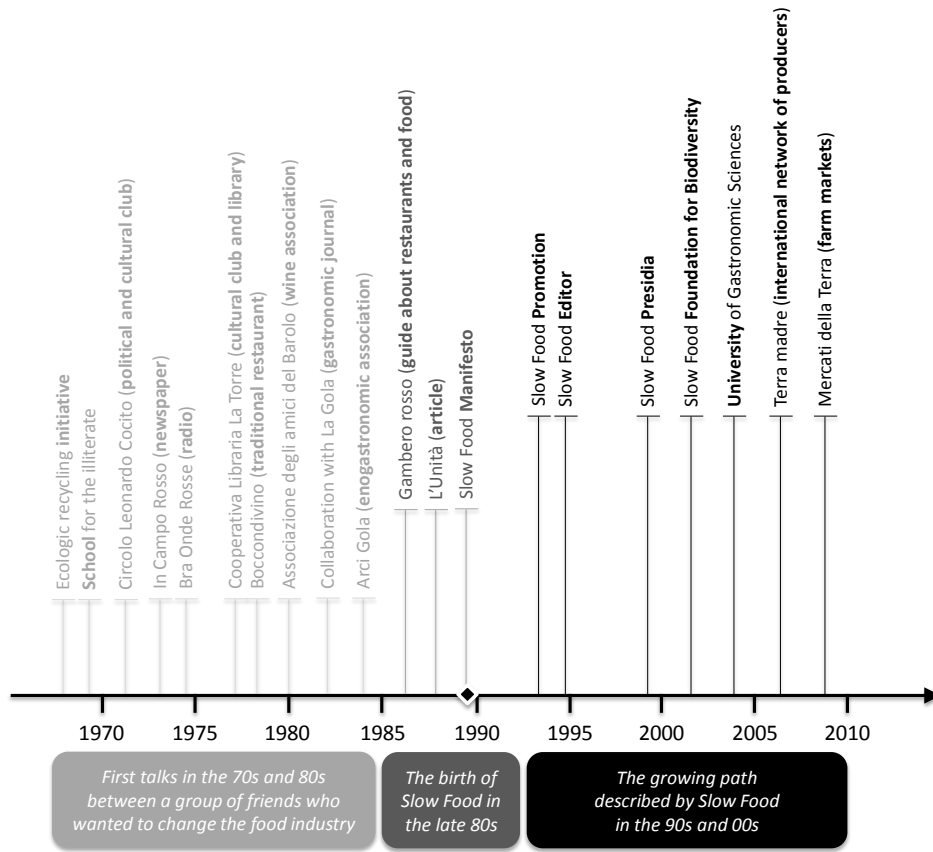 Ecologic recycling initiative
School for the illiterate
Circolo Leonardo Cocito (political and cultural club)
In Campo Rosso (newspaper)
Bra Onde Rosse (radio)
Cooperativa Libraria La Torre (cultural club and library)
Boccondivino (traditional restaurant)
Associazione degli amici del Barolo (wine association)
Collaboration with La Gola (gastronomic journal)
Arci Gola (enogastronomic association)
Gambero rosso (guide about restaurants and food)
L'Unità (article)
Slow Food Manifesto
Slow Food Promotion
Slow Food Editor
Slow Food Presidia
Slow Food Foundation for Biodiversity
University of Gastronomic Sciences
Terra madre (international network of producers)
Mercati della Terra (farm markets)
1970 1975 1980 1985 1990 1995 2000 2005 2010
First talks in the 70s and 80s
between a group of friends who
wanted to change the food industry
The birth of
Slow Food in
the late 80s
The growing path
described by Slow Food
in the 90s and 00s